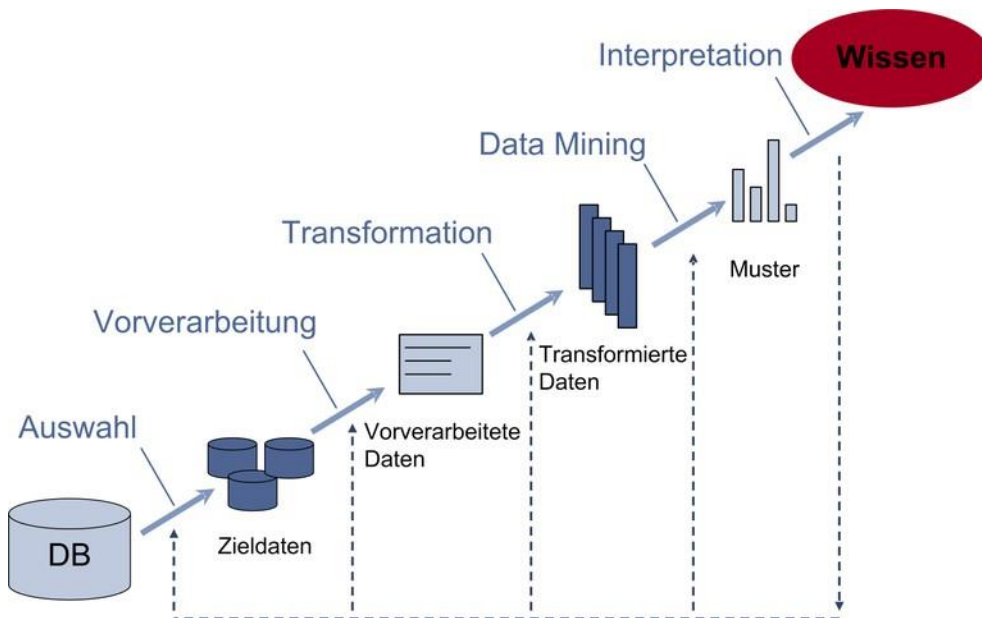 Interpretation
Wissen
Data Mining
Transformation
Muster
Vorverarbeitung
Transformierte
Daten
Auswahl
Vorverarbeitete
Daten
DB
Zieldaten